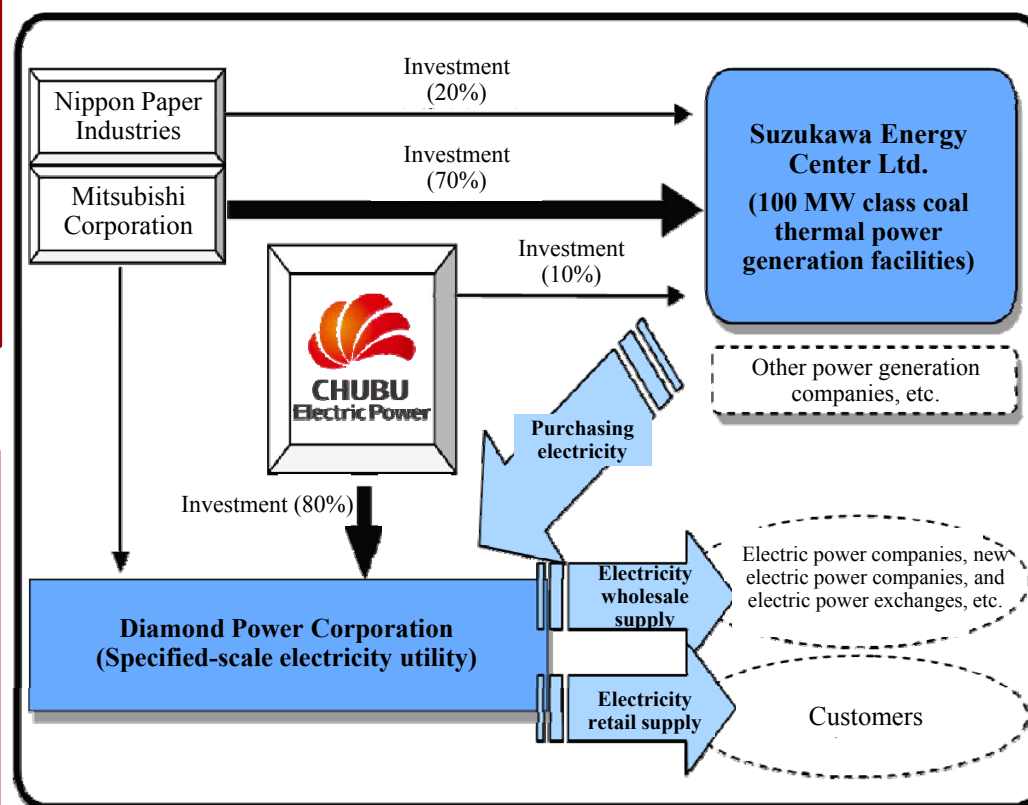 Nippon Paper
Industries
Mitsubishi
Corporation
Investment
(20%)
Investment
(70%)
Investment
(10%)
Suzukawa Energy
Center Ltd.
(100 MW class coal
thermal power
generation facilities)
Other power generation
companies, etc.
CHUBU
Electric Power
Purchasing
electricity
Investment (80%)
Diamond Power Corporation
(Specified-scale electricity utility)
Electricity
wholesale
supply
Electric power companies, new
electric power companies, and
electric power exchanges, etc.
Electricity
retail supply
Customers